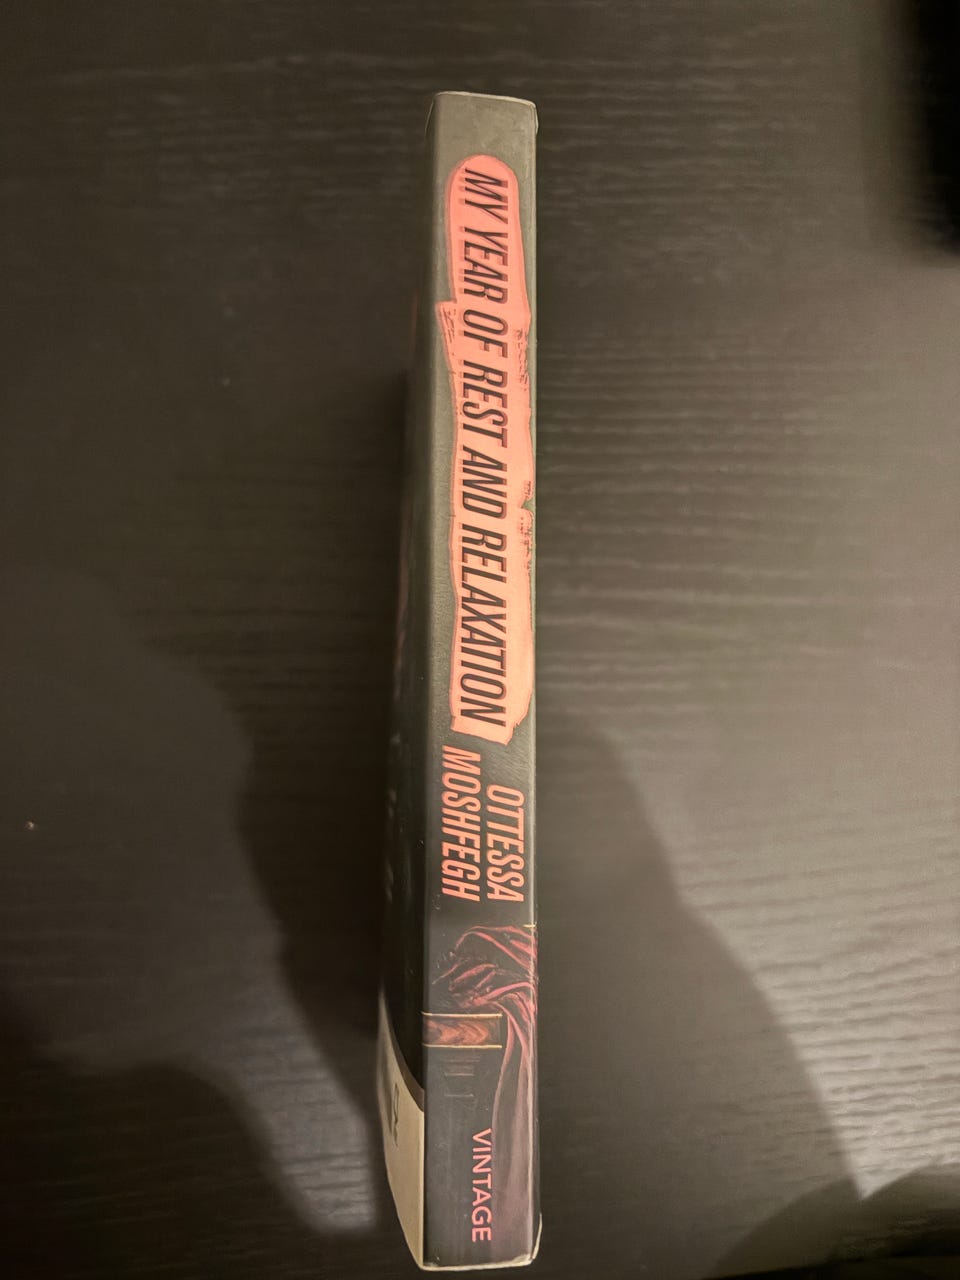 MY YEAR OF REST AND RELAXATION
OTTESSA
MOSHFEGH
VINTAGE